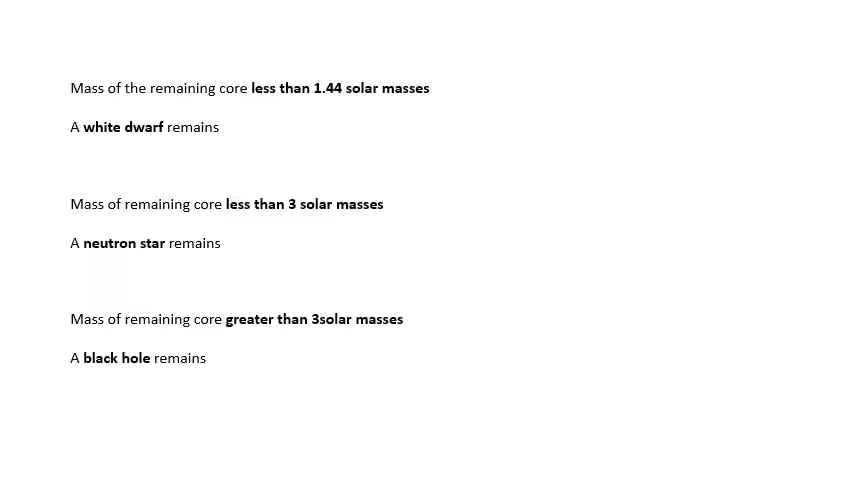 Mass of the remaining core less than 1.44 solar masses
A white dwarf remains
Mass of remaining core less than 3 solar masses
A neutron star remains
Mass of remaining core greater than 3solar masses
A black hole remains